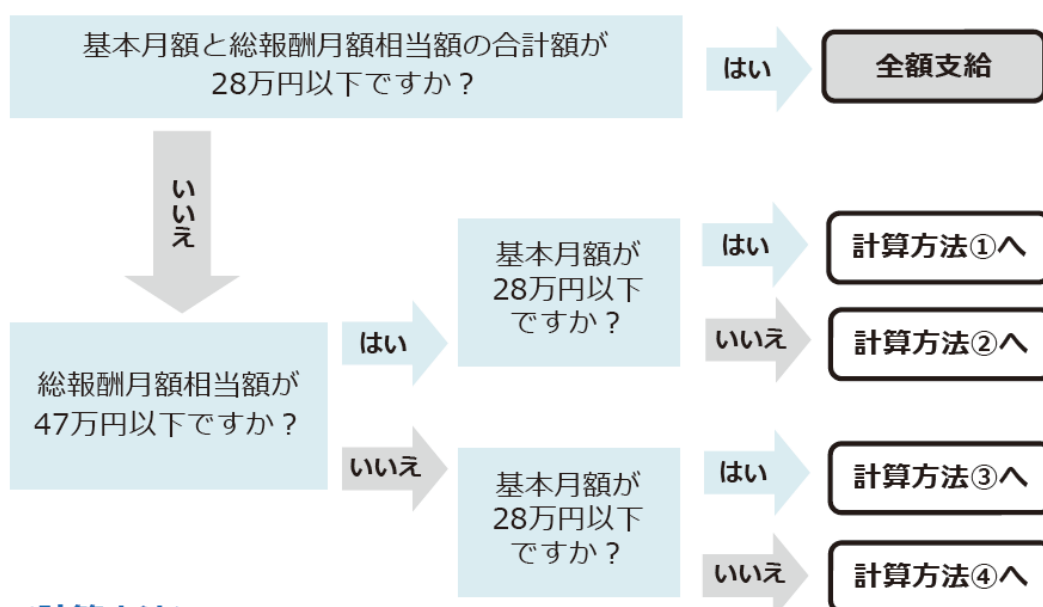 基本月額と総報酬月額相当額の合計額が
28万円以下ですか？
はい
全額支給
いいえ
総報酬月額相当額が
47万円以下ですか？
はい
基本月額が
28万円以下
ですか？
はい
計算方法①へ
いいえ
計算方法②へ
いいえ
基本月額が
28万円以下
ですか？
はい
計算方法③へ
いいえ
計算方法④へ